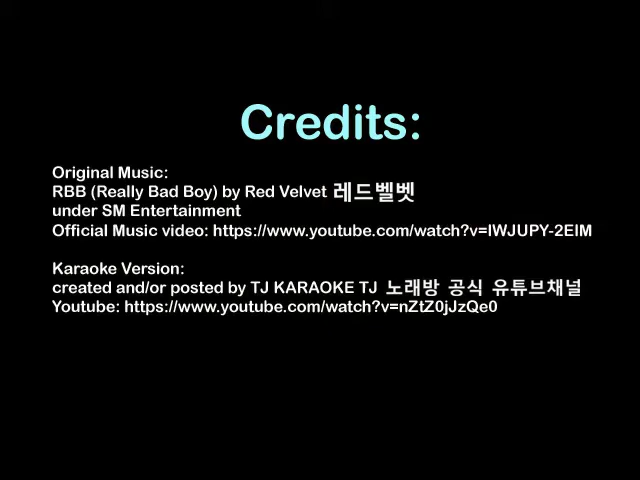 Credits:
Original Music:
RBB (Really Bad Boy) by Red Velvet 레드벨벳
under SM Entertainment
Official Music video: https://www.youtube.com/watch?v=IWJUPY-2EIM
Karaoke Version:
created and/or posted by TJ KARAOKE TJ 노래방 공식 유튜브채널
Youtube: https://www.youtube.com/watch?v=nZtZ0jJzQe0